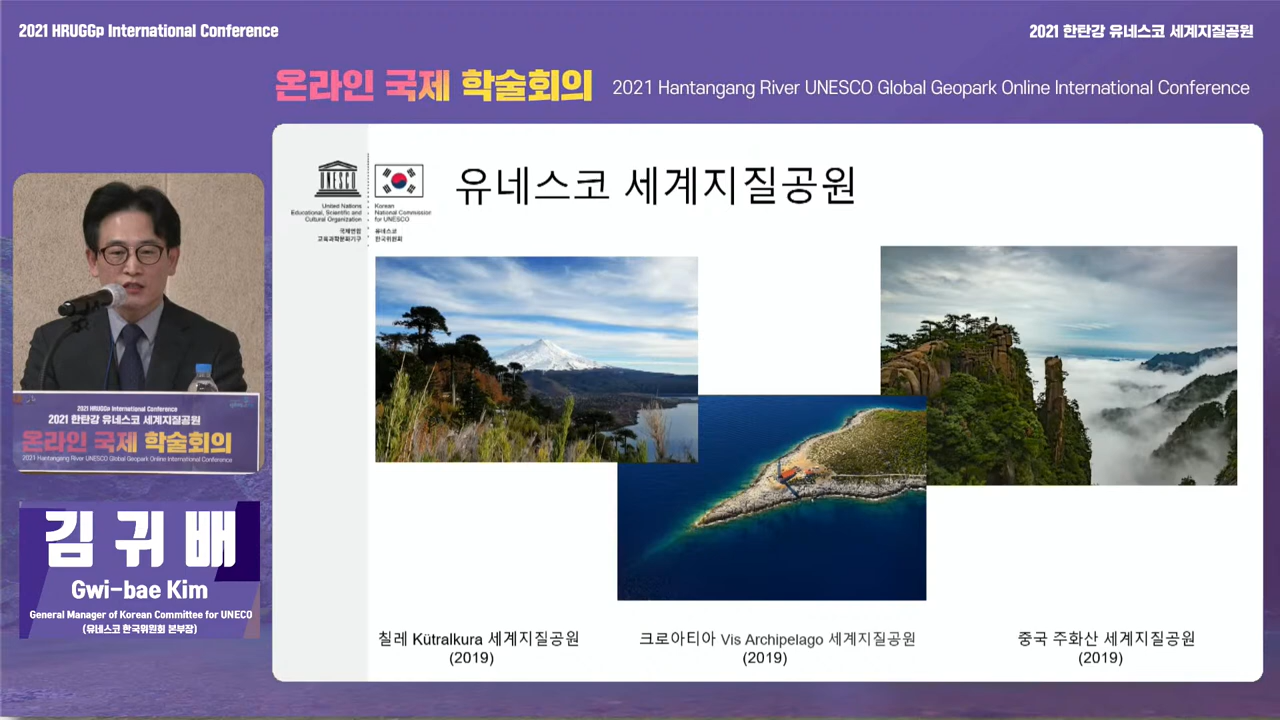 2021 HRUGGp International Conference
2021 한탄강 유네스코 세계지질공원
온라인 국제 학술회의
2021 Hantangang River UNESCO Global Geopark Online International Conference
유네스코 세계지질공원
UNESCO
United Nations
Educational, Scientific and
Cultural Organization
국제연합
교육과학문화기구
Korean
National Commission
for UNESCO
유네스코
한국위원회
2021 HRUGGp International Conference
2021 한탄강 유네스코 세계지질공원
온라인 국제 학술회의
2021 Hantangang River UNESCO Global Geopark Online International Conference
김귀배
Gwi-bae Kim
General Manager of Korean Committee for UNECO
(유네스코 한국위원회 본부장)
칠레 Kütralkura 세계지질공원
(2019)
크로아티아 Vis Archipelago 세계지질공원
(2019)
중국 주화산 세계지질공원
(2019)